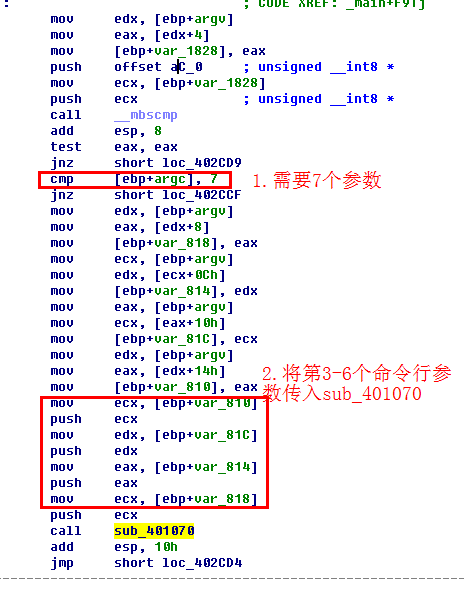 :                                       ; CODE XREF: _main+F9↑j
mov     edx, [ebp+argv]
mov     eax, [edx+4]
mov     [ebp+var_1828], eax
push    offset aC_0     ; unsigned __int8 *
mov     ecx, [ebp+var_1828]
push    ecx             ; unsigned __int8 *
call    __mbscmp
add     esp, 8
test    eax, eax
jnz     short loc_402CD9
cmp     [ebp+argc], 7 1.需要7个参数
jnz     short loc_402CCF
mov     edx, [ebp+argv]
mov     eax, [edx+8]
mov     [ebp+var_818], eax
mov     ecx, [ebp+argv]
mov     edx, [ecx+0Ch]
mov     [ebp+var_814], edx
mov     eax, [ebp+argv]
mov     ecx, [eax+10h]
mov     [ebp+var_81C], ecx
mov     edx, [ebp+argv]
mov     eax, [edx+14h]
mov     [ebp+var_810], eax
2.将第3-6个命令行参
数传入sub_401070
mov     ecx, [ebp+var_810]
push    ecx
mov     edx, [ebp+var_81C]
push    edx
mov     eax, [ebp+var_814]
push    eax
mov     ecx, [ebp+var_818]
push    ecx
call    sub_401070
add     esp, 10h
jmp     short loc_402CD4